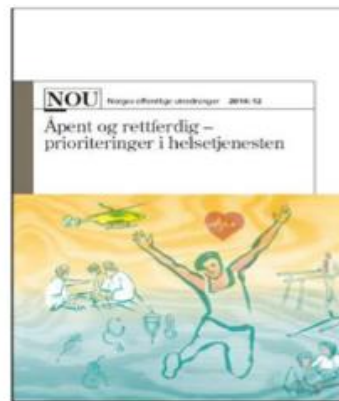 NOU Norges offentlige utredninger 2014: 12
Åpent og rettferdig –
prioriteringer i helsetjenesten